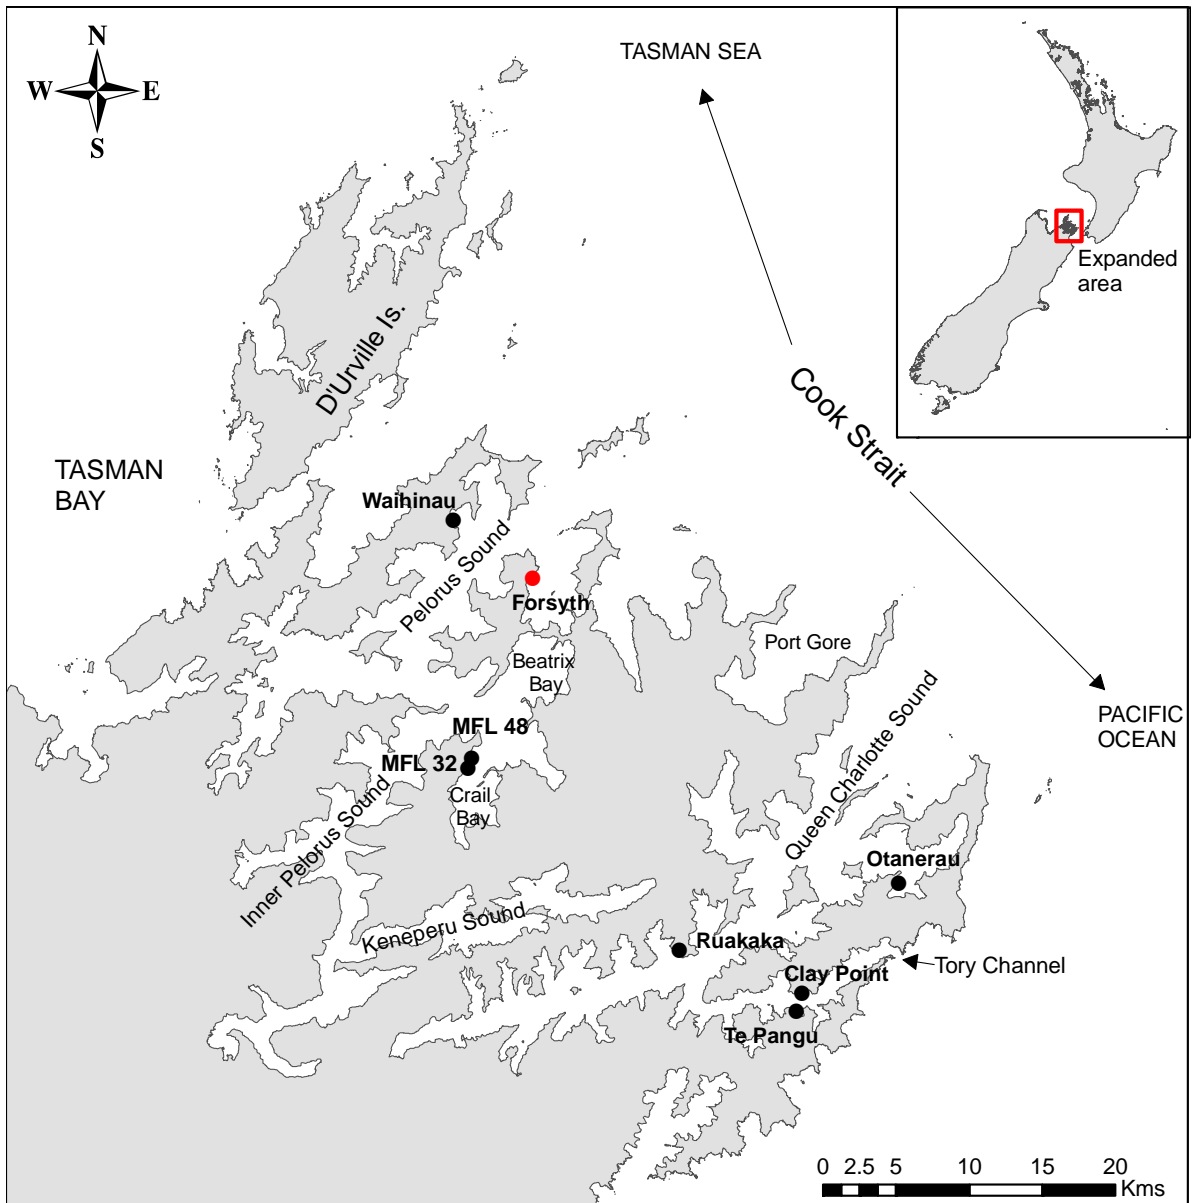 N
W E
S
TASMAN SEA
Expanded
area
D'Urville Is.
Cook Strait
TASMAN
BAY
Waihinau
Pelorus Sound
Forsyth
Beatrix
Bay
Port Gore
PACIFIC
OCEAN
MFL 48
MFL 32
Crail
Bay
Inner Pelorus Sound
Queen Charlotte Sound
Otanerau
Keneperu Sound
Ruakaka
Tory Channel
Clay Point
Te Pangu
0 2.5 5 10 15 20
Kms